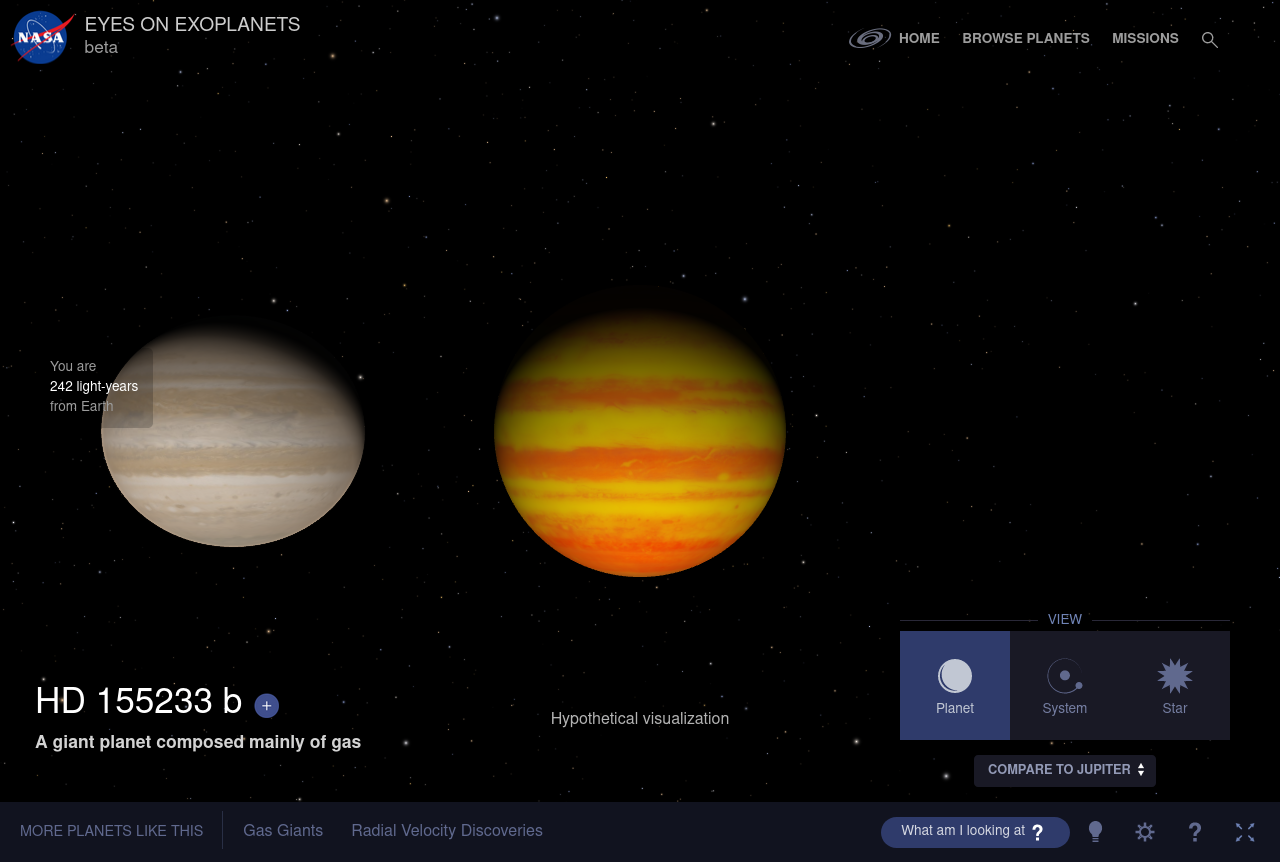 NASA
EYES ON EXOPLANETS
beta
HOME
BROWSE PLANETS
MISSIONS
You are
242 light-years
from Earth
HD 155233 b +
A giant planet composed mainly of gas
Hypothetical visualization
VIEW
Planet
System
Star
COMPARE TO JUPITER
MORE PLANETS LIKE THIS
Gas Giants
Radial Velocity Discoveries
What am I looking at ?
?